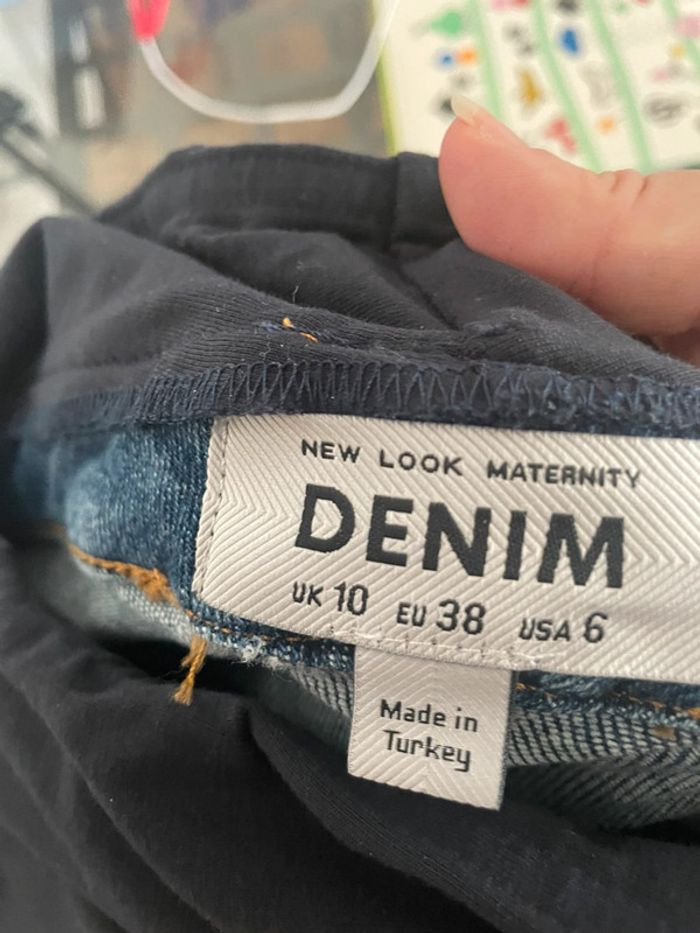 NEW LOOK MATERNITY
DENIM
UK 10 EU 38 USA 6
Made in
Turkey